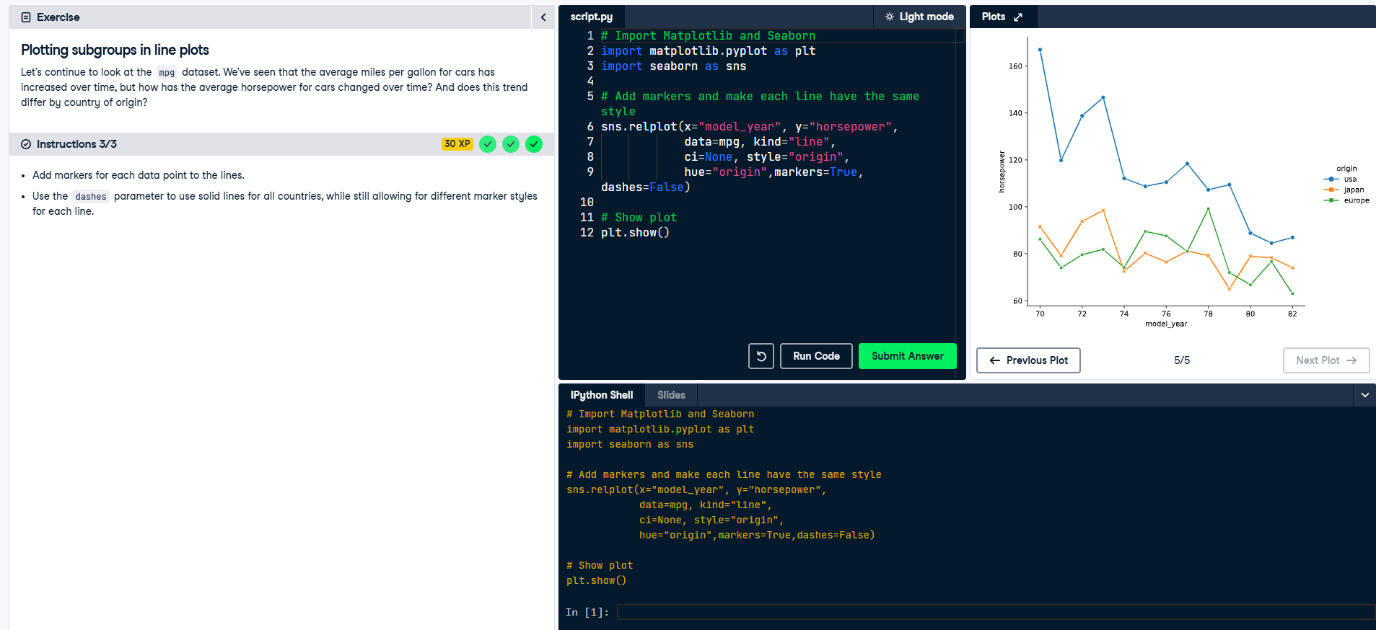 Exercise
Plotting subgroups in line plots
Let's continue to look at the mpg dataset. We've seen that the average miles per gallon for cars has
increased over time, but how has the average horsepower for cars changed over time? And does this trend
differ by country of origin?
Instructions 3/3
30 XP
Add markers for each data point to the lines.
Use the dashes parameter to use solid lines for all countries, while still allowing for different marker styles
for each line.
script.py
Light mode
1 # Import Matplotlib and Seaborn
2 import matplotlib.pyplot as plt
3 import seaborn as sns
4
5 # Add markers and make each line have the same
style
6 sns.relplot(x="model_year", y="horsepower",
7 data=mpg, kind="line",
8 ci=None, style="origin",
9 hue="origin",markers=True,
dashes=False)
10
11 # Show plot
12 plt.show()
Run Code
Submit Answer
Plots
160
140
120
100
80
60
horsepower
70 72 74 76 78 80 82
model_year
origin
usa
japan
europe
Previous Plot
5/5
Next Plot
IPython Shell
Slides
# Import Matplotlib and Seaborn
import matplotlib.pyplot as plt
import seaborn as sns
# Add markers and make each line have the same style
sns.relplot(x="model_year", y="horsepower",
data=mpg, kind="line",
ci=None, style="origin",
hue="origin",markers=True,dashes=False)
# Show plot
plt.show()
In [1]: